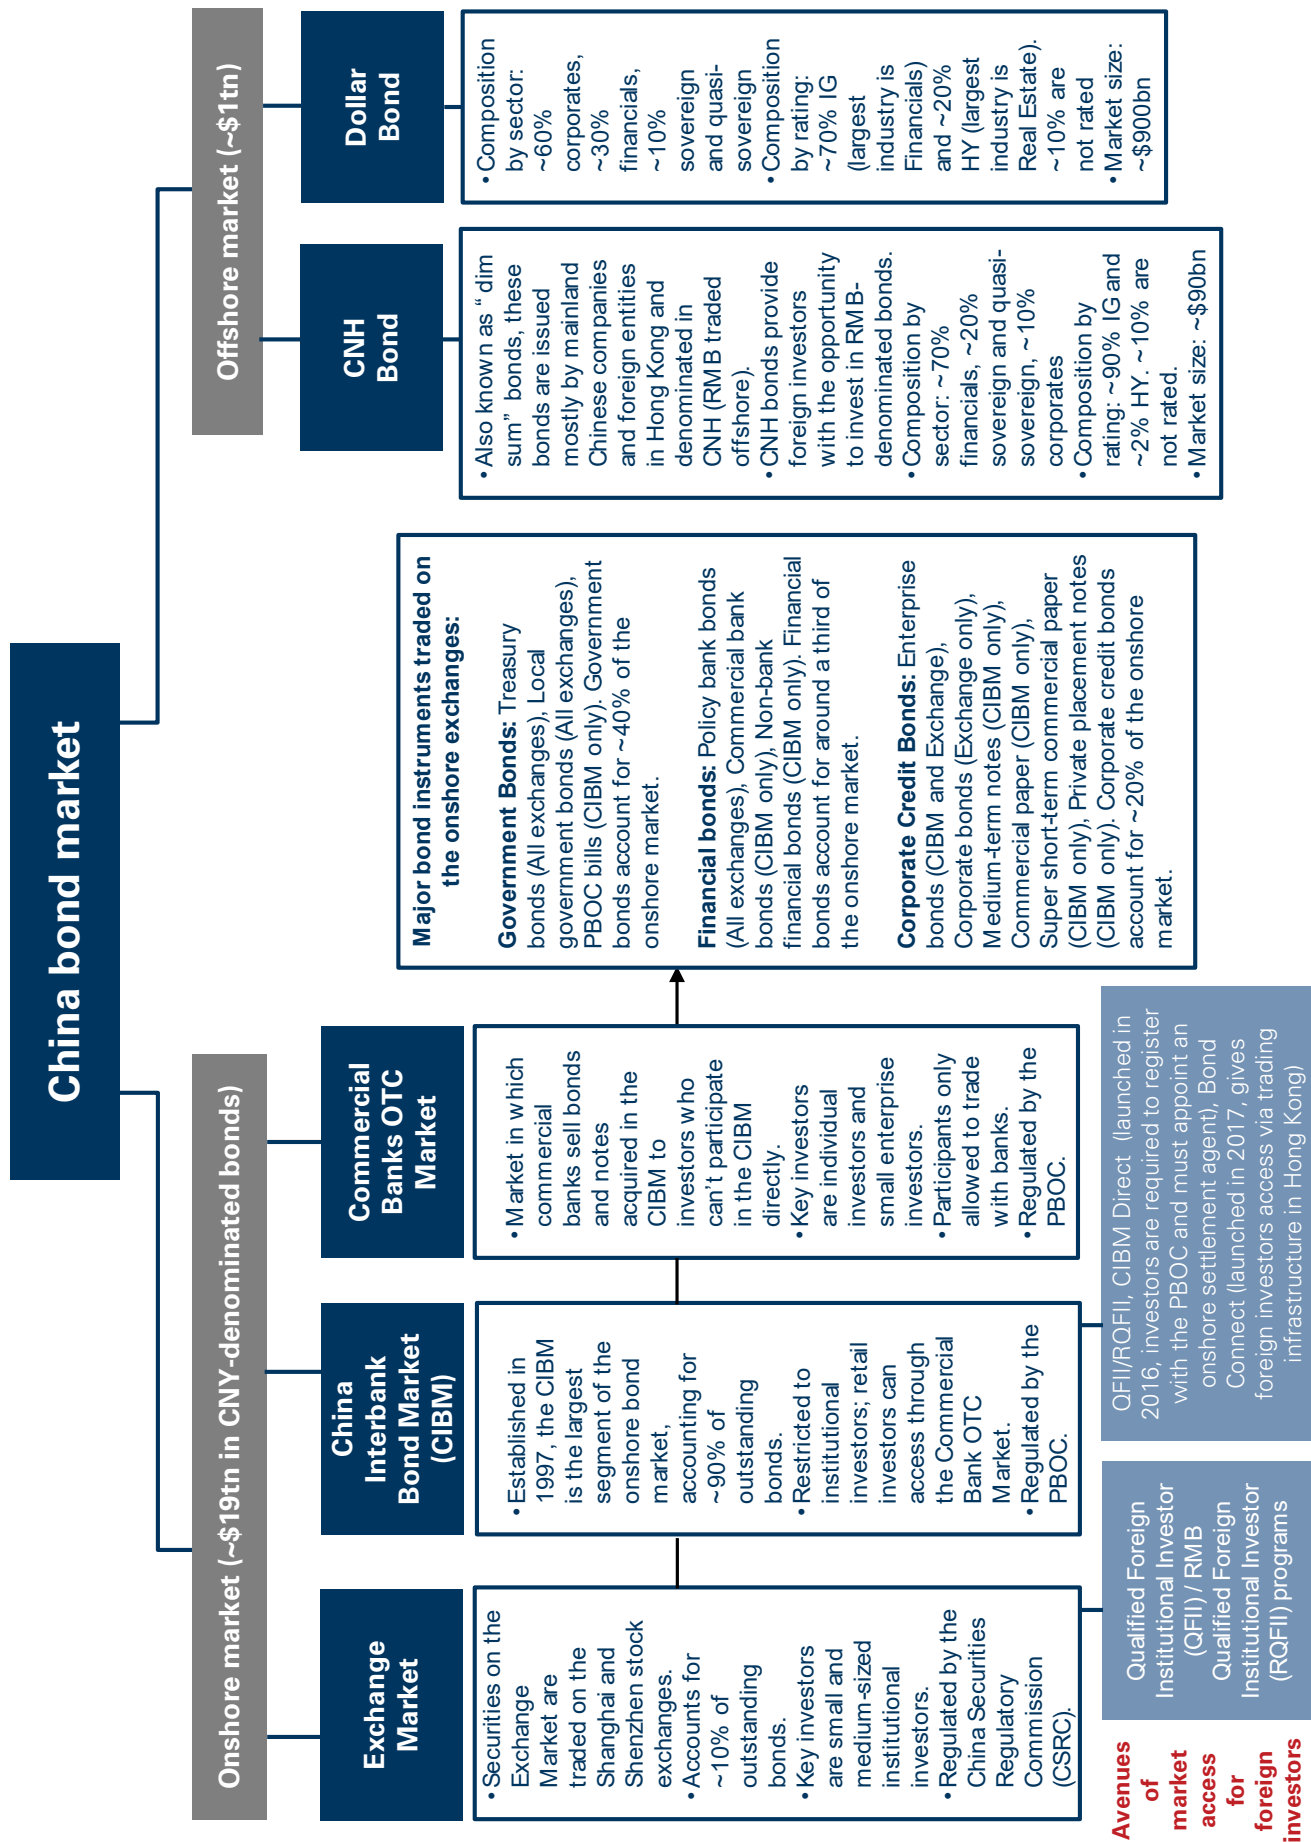 China bond market
Onshore market (~$19tn in CNY-denominated bonds)
Offshore market (~$1tn)
Exchange
Market
• Securities on the
Exchange
Market are
traded on the
Shanghai and
Shenzhen stock
exchanges.
• Accounts for
~10% of
outstanding
bonds.
• Key investors
are small and
medium-sized
institutional
investors.
• Regulated by the
China Securities
Regulatory
Commission
(CSRC).
China
Interbank
Bond Market
(CIBM)
• Established in
1997, the CIBM
is the largest
segment of the
onshore bond
market,
accounting for
~90% of
outstanding
bonds.
• Restricted to
institutional
investors; retail
investors can
access through
the Commercial
Bank OTC
Market.
• Regulated by the
PBOC.
Commercial
Banks OTC
Market
• Market in which
commercial
banks sell bonds
and notes
acquired in the
CIBM to
investors who
can't participate
in the CIBM
directly.
• Key investors
are individual
investors and
small enterprise
investors.
• Participants only
allowed to trade
with banks.
• Regulated by the
PBOC.
Major bond instruments traded on
the onshore exchanges:
Government Bonds: Treasury
bonds (All exchanges), Local
government bonds (All exchanges),
PBOC bills (CIBM only). Government
bonds account for ~40% of the
onshore market.
Financial bonds: Policy bank bonds
(All exchanges), Commercial bank
bonds (CIBM only), Non-bank
financial bonds (CIBM only). Financial
bonds account for around a third of
the onshore market.
Corporate Credit Bonds: Enterprise
bonds (CIBM and Exchange),
Corporate bonds (Exchange only),
Medium-term notes (CIBM only),
Commercial paper (CIBM only),
Super short-term commercial paper
(CIBM only), Private placement notes
(CIBM only). Corporate credit bonds
account for ~20% of the onshore
market.
CNH
Bond
• Also known as “dim
sum” bonds, these
bonds are issued
mostly by mainland
Chinese companies
and foreign entities
in Hong Kong and
denominated in
CNH (RMB traded
offshore).
• CNH bonds provide
foreign investors
with the opportunity
to invest in RMB-
denominated bonds.
• Composition by
sector: ~70%
financials, ~20%
sovereign and quasi-
sovereign, ~10%
corporates
• Composition by
rating: ~90% IG and
~2% HY. ~10% are
not rated.
• Market size: ~$90bn
Dollar
Bond
• Composition
by sector:
~60%
corporates,
~30%
financials,
~10%
sovereign
and quasi-
sovereign
• Composition
by rating:
~70% IG
(largest
industry is
Financials)
and ~20%
HY (largest
industry is
Real Estate).
~10% are
not rated
• Market size:
~$900bn
Avenues
of
market
access
for
foreign
investors
Qualified Foreign
Institutional Investor
(QFII) / RMB
Qualified Foreign
Institutional Investor
(RQFII) programs
QFII/RQFII, CIBM Direct (launched in
2016, investors are required to register
with the PBOC and must appoint an
onshore settlement agent), Bond
Connect (launched in 2017, gives
foreign investors access via trading
infrastructure in Hong Kong)